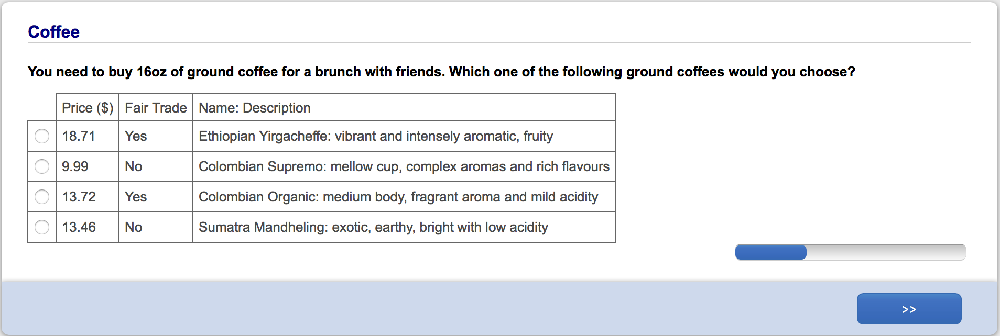 Coffee
You need to buy 16oz of ground coffee for a brunch with friends. Which one of the following ground coffees would you choose?
Price ($) Fair Trade Name: Description
18.71 Yes Ethiopian Yirgacheffe: vibrant and intensely aromatic, fruity
9.99 No Colombian Supremo: mellow cup, complex aromas and rich flavours
13.72 Yes Colombian Organic: medium body, fragrant aroma and mild acidity
13.46 No Sumatra Mandheling: exotic, earthy, bright with low acidity
>>